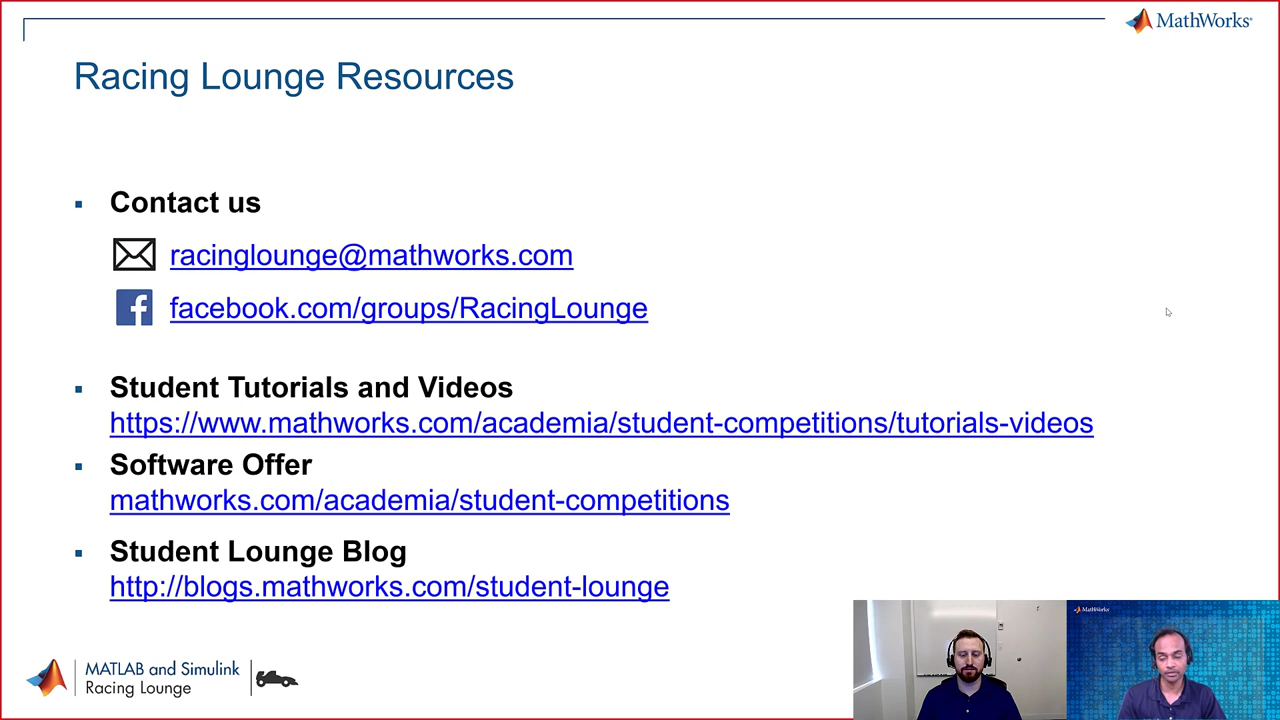 MathWorks®
Racing Lounge Resources
Contact us
racinglounge@mathworks.com
facebook.com/groups/RacingLounge
Student Tutorials and Videos
https://www.mathworks.com/academia/student-competitions/tutorials-videos
Software Offer
mathworks.com/academia/student-competitions
Student Lounge Blog
http://blogs.mathworks.com/student-lounge
MATLAB and Simulink
Racing Lounge
MathWorks